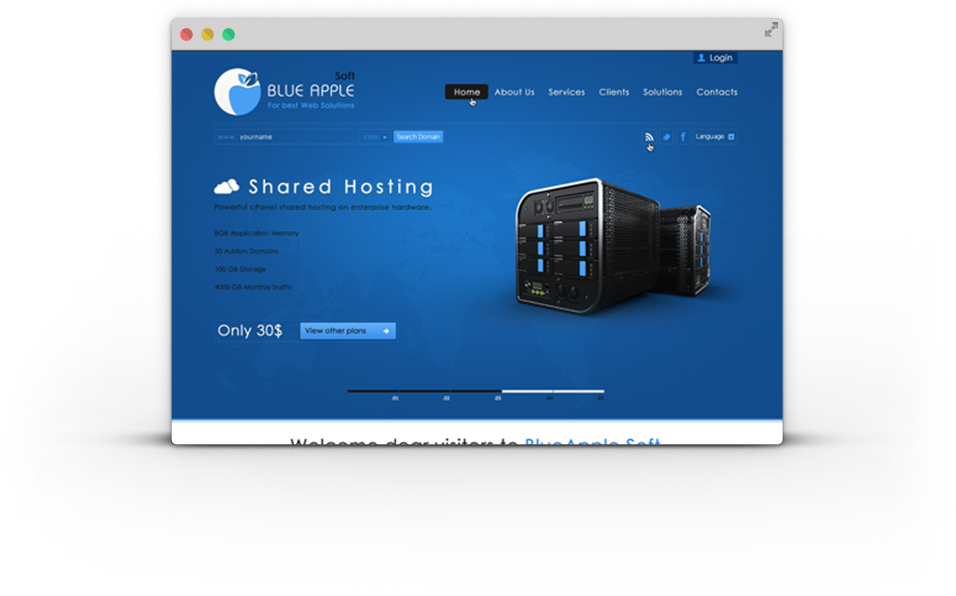 Login
Soft
BLUE APPLE
For best Web Solutions
Home About Us Services Clients Solutions Contacts
www. yourname .com Search Domain
Language
Shared Hosting
Powerful cPanel shared hosting on enterprise hardware.
8GB Application Memory
30 Addon Domains
100 GB Storage
4000 GB Monthly Traffic
Only 30$ View other plans
.01 .02 .03 .04 .05
Welcome dear visitors to BlueApple Soft